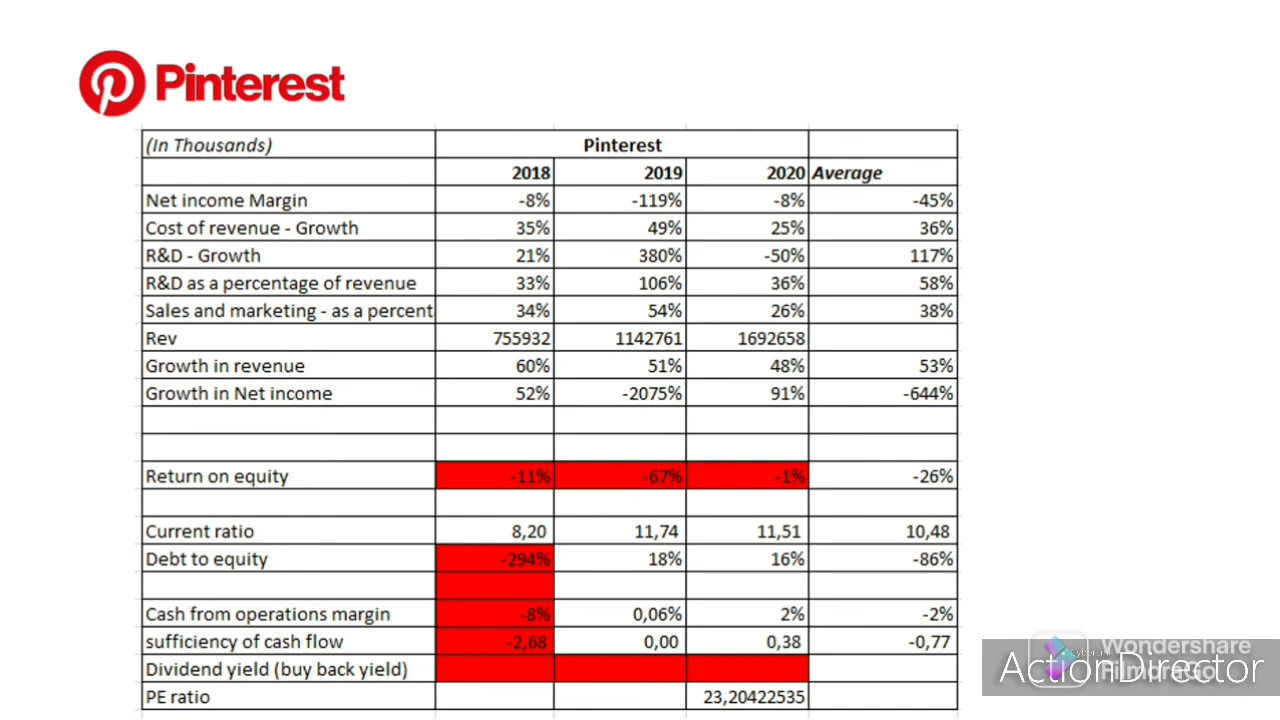 Pinterest
(In Thousands) Pinterest
2018 2019 2020 Average
Net income Margin -8% -119% -8% -45%
Cost of revenue - Growth 35% 49% 25% 36%
R&D - Growth 21% 380% -50% 117%
R&D as a percentage of revenue 33% 106% 36% 58%
Sales and marketing - as a percent 34% 54% 26% 38%
Rev 755932 1142761 1692658
Growth in revenue 60% 51% 48% 53%
Growth in Net income 52% -2075% 91% -644%
Return on equity -11% -67% -1% -26%
Current ratio 8,20 11,74 11,51 10,48
Debt to equity -294% 18% 16% -86%
Cash from operations margin -8% 0,06% 2% -2%
sufficiency of cash flow -2,68 0,00 0,38 -0,77
Dividend yield (buy back yield)
PE ratio 23,20422535
Wondershare
FilmoraGo
ActionDirector